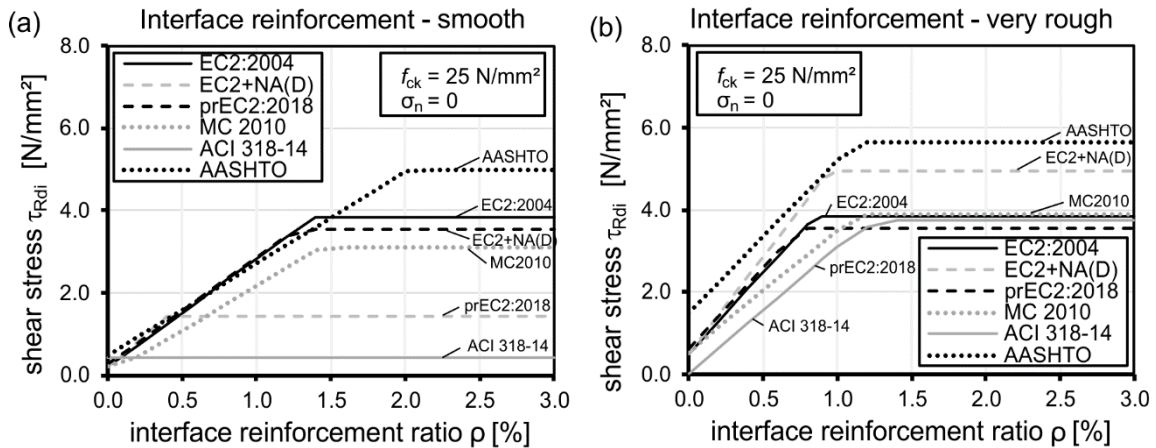 (a)
Interface reinforcement - smooth
shear stress τRdi [N/mm²]
8.0
6.0
4.0
2.0
0.0
EC2:2004
EC2+NA(D)
prEC2:2018
MC 2010
ACI 318-14
AASHTO
fck = 25 N/mm²
σn = 0
AASHTO
EC2:2004
EC2+NA(D)
MC2010
prEC2:2018
ACI 318-14
0.0 0.5 1.0 1.5 2.0 2.5 3.0
interface reinforcement ratio ρ [%]
(b)
Interface reinforcement - very rough
shear stress τRdi [N/mm²]
8.0
6.0
4.0
2.0
0.0
fck = 25 N/mm²
σn = 0
AASHTO
EC2+NA(D)
EC2:2004
MC2010
prEC2:2018
ACI 318-14
EC2:2004
EC2+NA(D)
prEC2:2018
MC 2010
ACI 318-14
AASHTO
0.0 0.5 1.0 1.5 2.0 2.5 3.0
interface reinforcement ratio ρ [%]